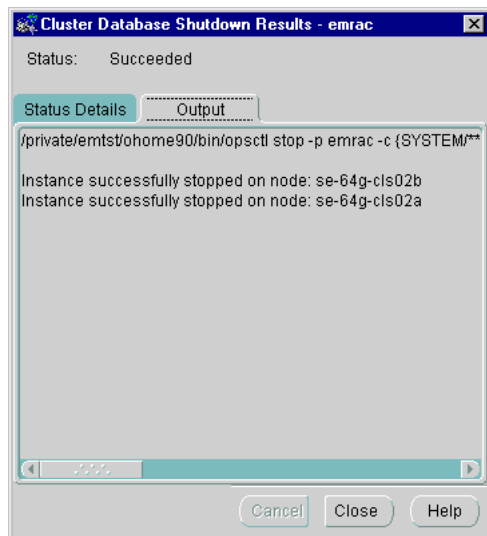 Cluster Database Shutdown Results - emrac
Status: Succeeded
Status Details Output
/private/emtst/ohome90/bin/opsctl stop -p emrac -c {SYSTEM/**
Instance successfully stopped on node: se-64g-cls02b
Instance successfully stopped on node: se-64g-cls02a
Cancel Close Help